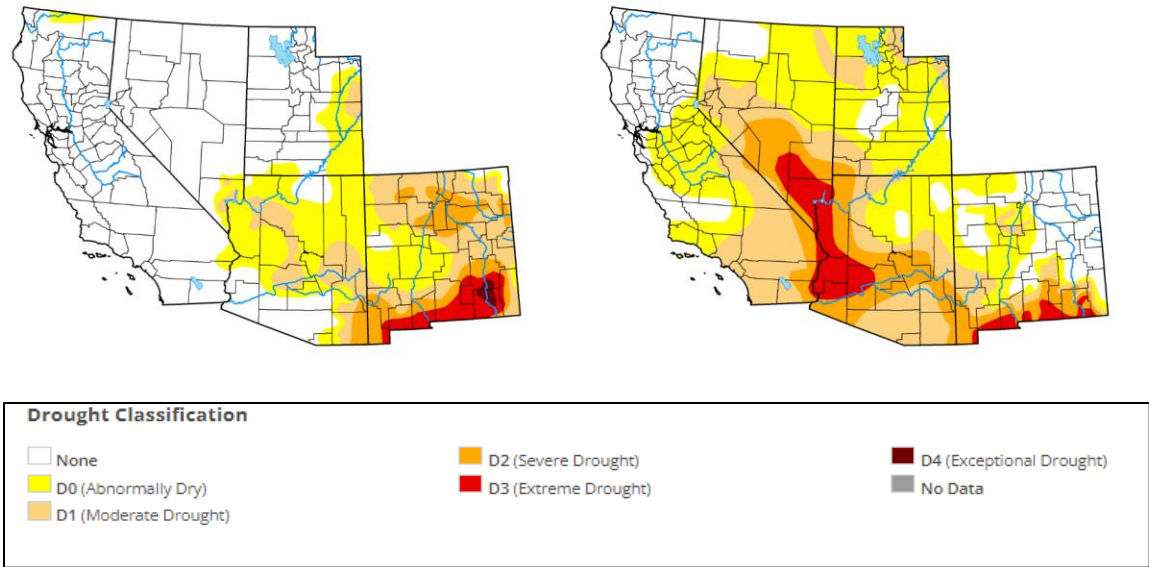 Drought Classification
None
D0 (Abnormally Dry)
D1 (Moderate Drought)
D2 (Severe Drought)
D3 (Extreme Drought)
D4 (Exceptional Drought)
No Data